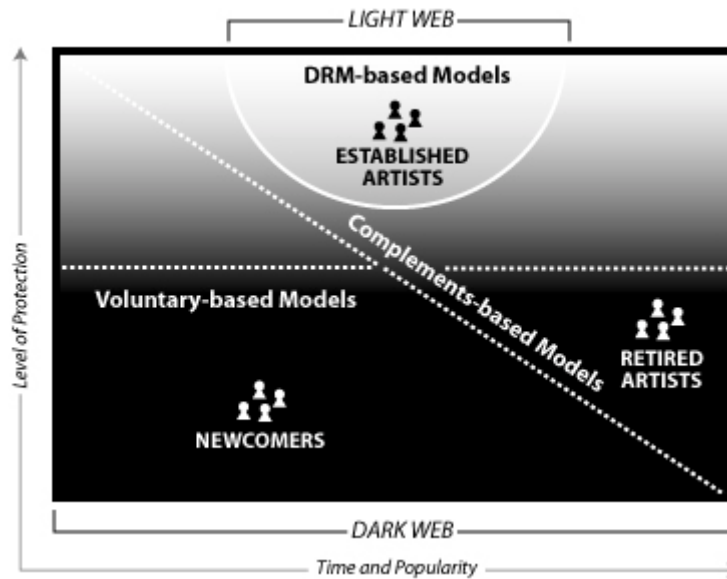 LIGHT WEB
DRM-based Models
ESTABLISHED
ARTISTS
Complements-based Models
Voluntary-based Models
RETIRED
ARTISTS
NEWCOMERS
DARK WEB
Level of Protection
Time and Popularity